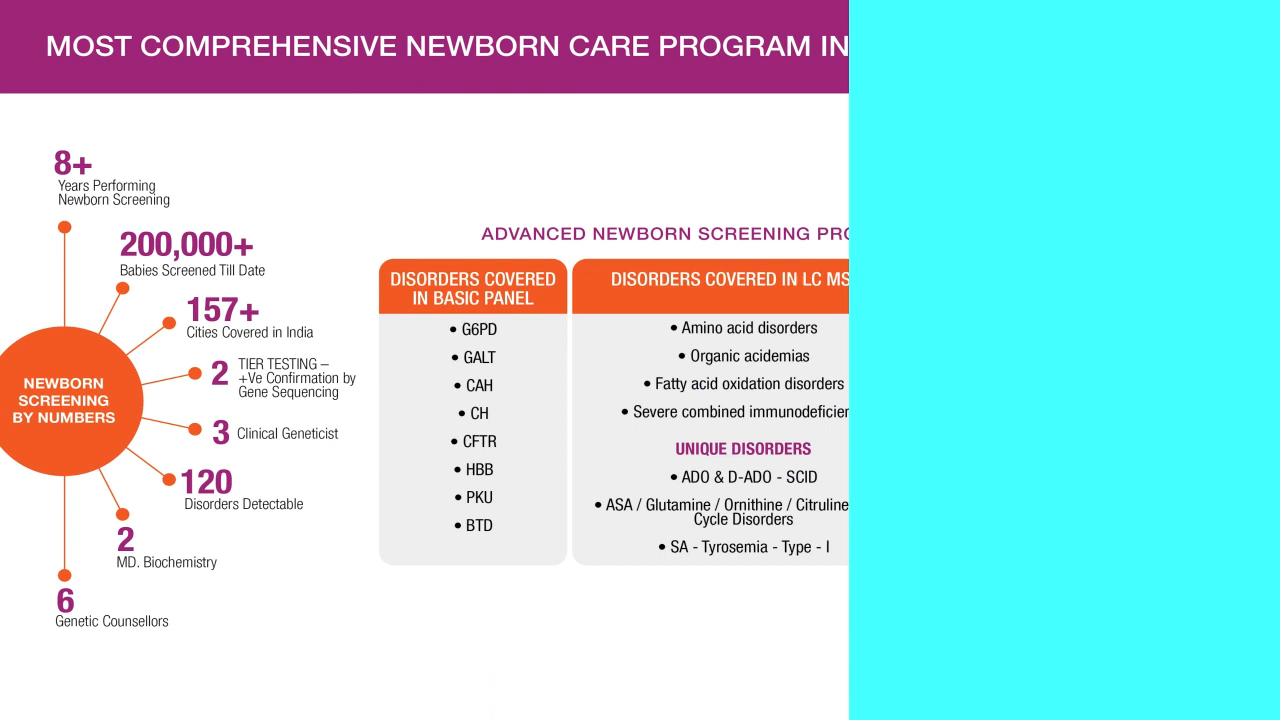 MOST COMPREHENSIVE NEWBORN CARE PROGRAM IN
8+
Years Performing
Newborn Screening
200,000+
Babies Screened Till Date
157+
Cities Covered in India
2
TIER TESTING –
+Ve Confirmation by
Gene Sequencing
3 Clinical Geneticist
120
Disorders Detectable
2
MD. Biochemistry
6
Genetic Counsellors
NEWBORN
SCREENING
BY NUMBERS
ADVANCED NEWBORN SCREENING
DISORDERS COVERED
IN BASIC PANEL
• G6PD
• GALT
• CAH
• CH
• CFTR
• HBB
• PKU
• BTD
DISORDERS COVERED IN LC
• Amino acid disorders
• Organic acidemias
• Fatty acid oxidation disorders
• Severe combined
UNIQUE DISORDERS
• ADO & D-ADO - SCID
• ASA / Glutamine / Ornithine / Citruline
Cycle Disorders
• SA - Tyrosemia - Type - I